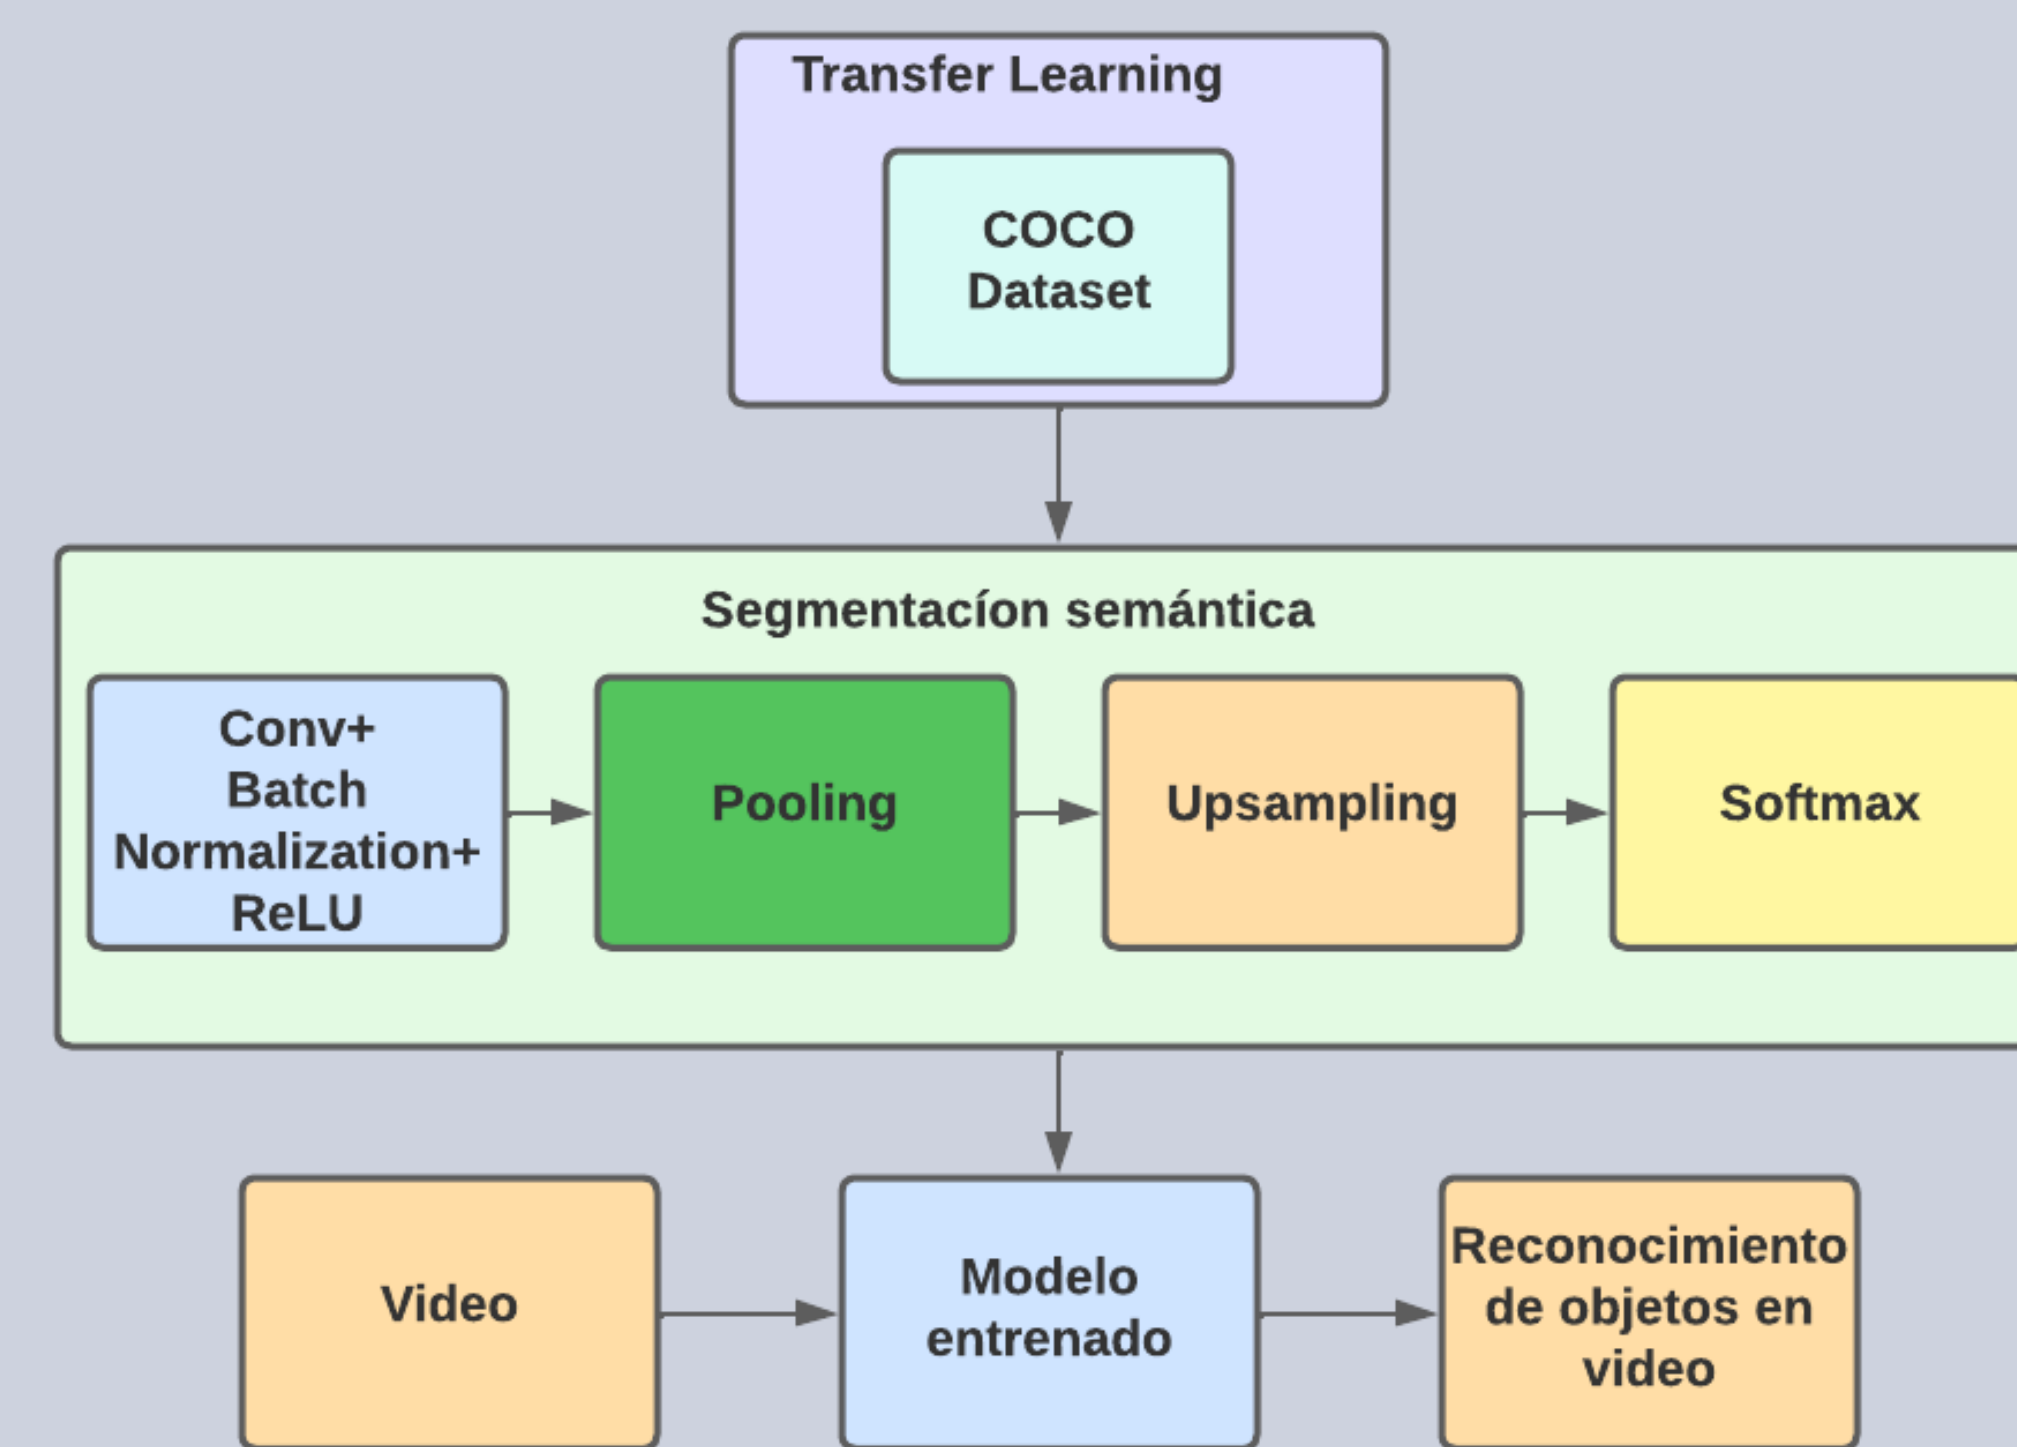 Transfer Learning
COCO
Dataset
Segmentacíon semántica
Conv+
Batch
Normalization+
ReLU
Pooling
Upsampling
Softmax
Video
Modelo
entrenado
Reconocimiento
de objetos en
video